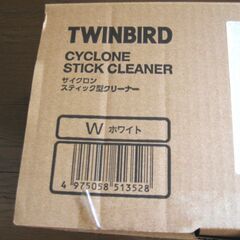 TWINBIRD
CYCLONE
STICK CLEANER
サイクロン
スティック型クリーナー
W ホワイト
4 975058 513528